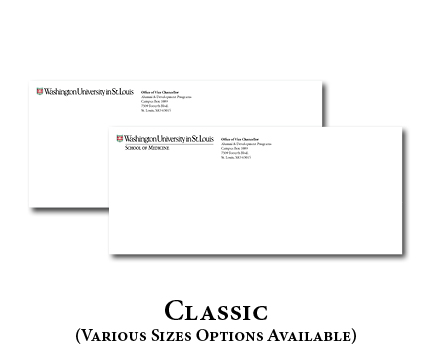 Washington University in St. Louis
Office of Vice Chancellor
Alumni & Development Programs
Campus Box 1089
7509 Forsyth Blvd.
St. Louis, MO 63015
Washington University in St. Louis
SCHOOL OF MEDICINE
Office of Vice Chancellor
Alumni & Development Programs
Campus Box 1089
7509 Forsyth Blvd.
St. Louis, MO 63015
CLASSIC
(VARIOUS SIZES OPTIONS AVAILABLE)